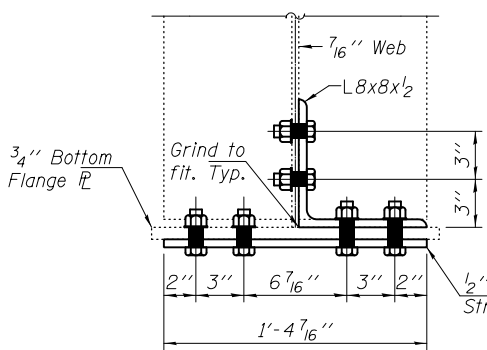 7/16" Web
L8x8x1/2
3/4" Bottom
Flange ℙL
Grind to
fit. Typ.
3"
3"
2" 3" 6 7/16" 3" 2"
1/2"
1'-4 7/16"